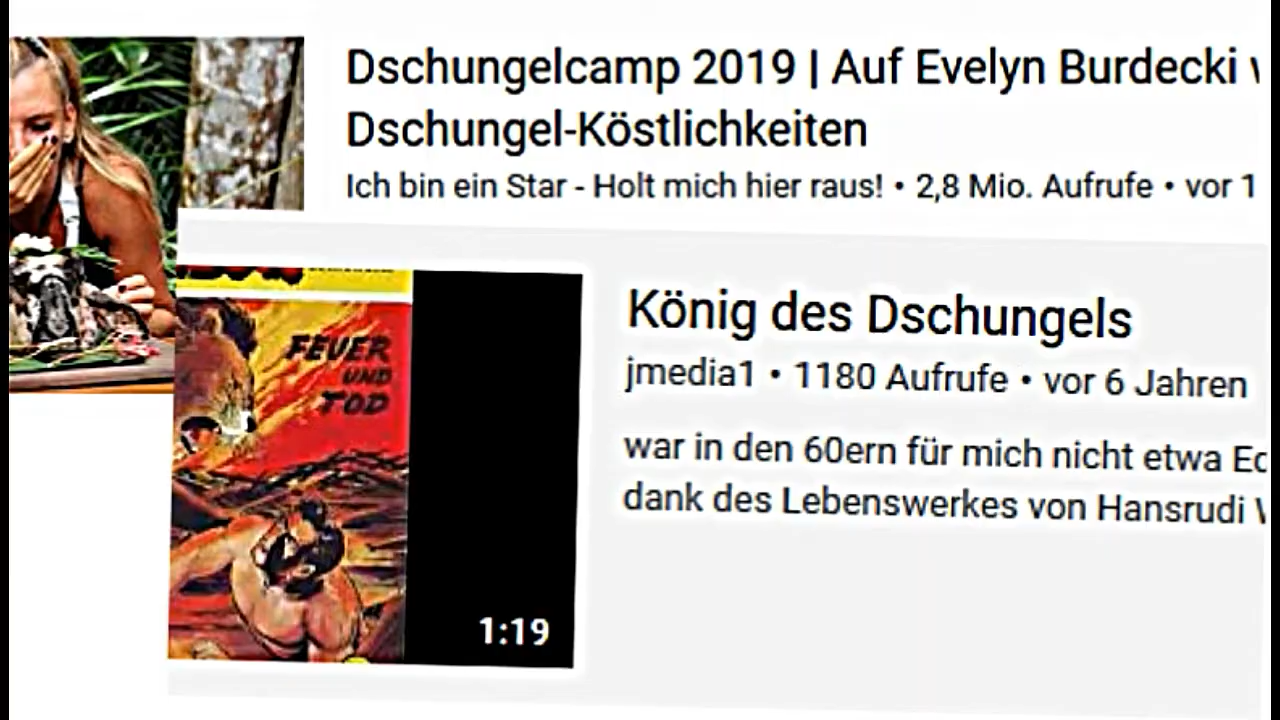 Dschungelcamp 2019 | Auf Evelyn Burdecki
Dschungel-Köstlichkeiten
Ich bin ein Star - Holt mich hier raus! • 2,8 Mio. Aufrufe • vor 1
FEUER
UND
TOD
1:19
König des Dschungels
jmedia1 • 1180 Aufrufe • vor 6 Jahren
war in den 60ern für mich nicht etwa
dank des Lebenswerkes von Hansrudi